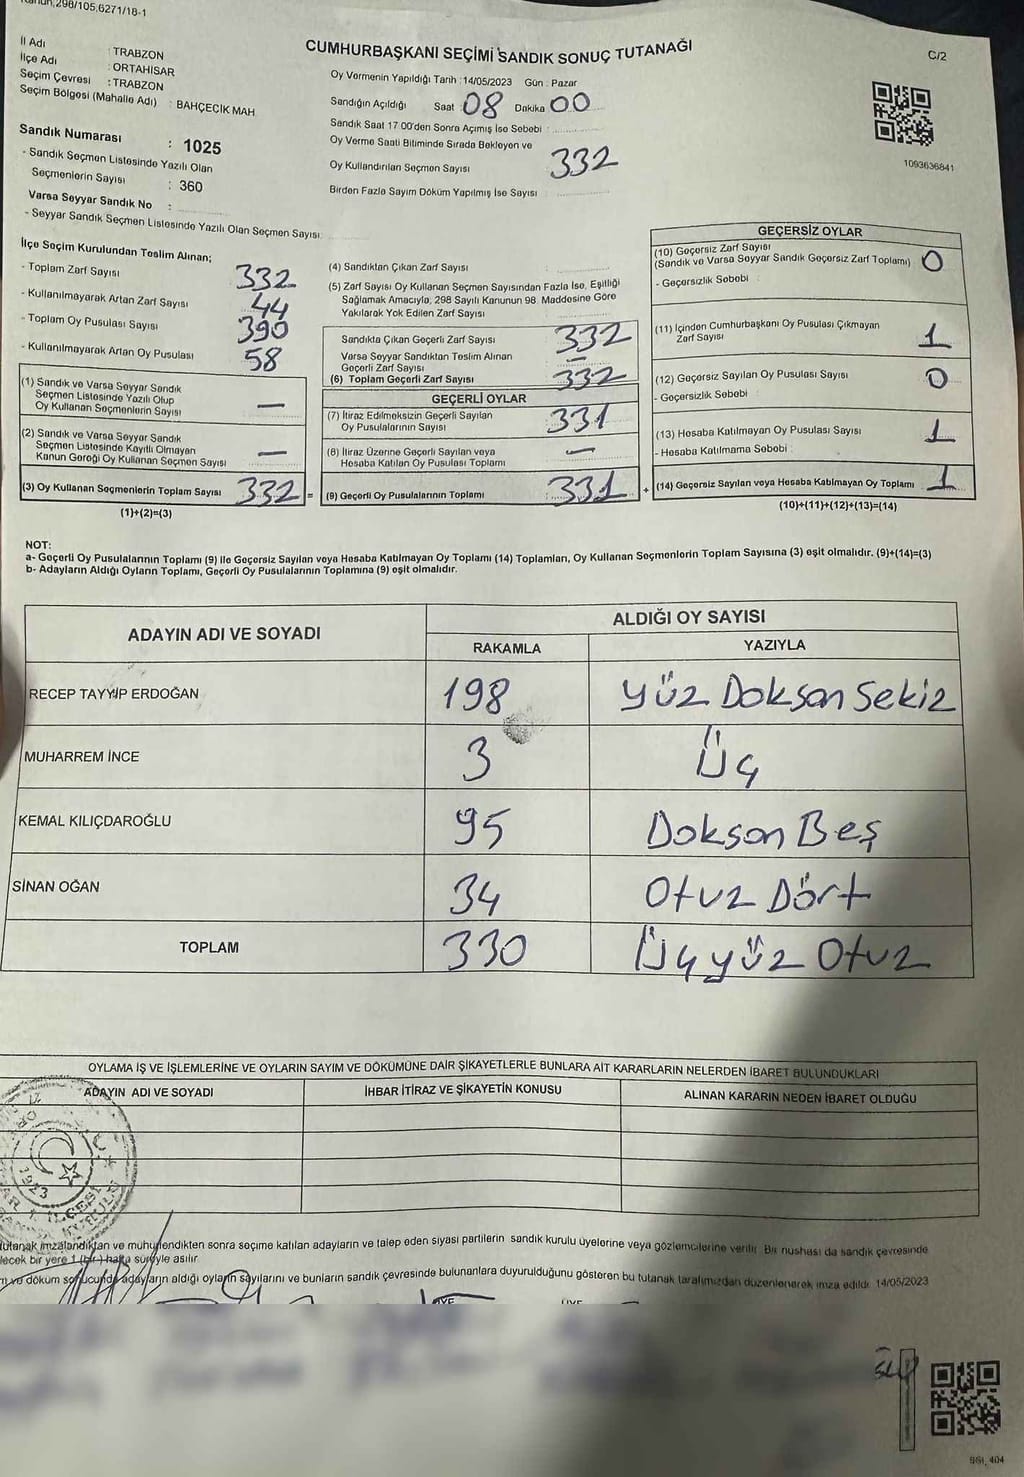 Kanun, 298/105,6271/18-1
CUMHURBAŞKANI SEÇİMİ SANDIK SONUÇ TUTANAĞI
C/2
İl Adı : TRABZON
İlçe Adı : ORTAHİSAR
Seçim Çevresi : TRABZON
Seçim Bölgesi (Mahalle Adı) : BAHÇECİK MAH
Sandık Numarası : 1025
- Sandık Seçmen Listesinde Yazılı Olan
Seçmenlerin Sayısı : 360
Varsa Seyyar Sandık No :
- Seyyar Sandık Seçmen Listesinde Yazılı Olan Seçmen Sayısı:
Oy Vermenin Yapıldığı Tarih : 14/05/2023 Gün : Pazar
Sandığın Açıldığı Saat : 08 Dakika 00
Sandık Saat 17:00'den Sonra Açımış İse Sebebi :
Oy Verme Saati Bitiminde Sırada Bekleyen ve
Oy Kullandırılan Seçmen Sayısı 332
Birden Fazla Sayım Döküm Yapılmış İse Sayısı
1093636841
İlçe Seçim Kurulundan Teslim Alınan;
- Toplam Zarf Sayısı 332
- Kullanılmayarak Artan Zarf Sayısı 44
- Toplam Oy Pusulası Sayısı 390
- Kullanılmayarak Artan Oy Pusulası 58
(1) Sandık ve Varsa Seyyar Sandık
Seçmen Listesinde Yazılı Olup
Oy Kullanan Seçmenlerin Sayısı —
(2) Sandık ve Varsa Seyyar Sandık
Seçmen Listesinde Kayıtlı Olmayan
Kanun Gereği Oy Kullanan Seçmen Sayısı —
(3) Oy Kullanan Seçmenlerin Toplam Sayısı 332 =
(1)+(2)=(3)
(4) Sandıktan Çıkan Zarf Sayısı
(5) Zarf Sayısı Oy Kullanan Seçmen Sayısından Fazla İse, Eşitliği
Sağlamak Amacıyla, 298 Sayılı Kanunun 98. Maddesine Göre
Yakılarak Yok Edilen Zarf Sayısı
Sandıkta Çıkan Geçerli Zarf Sayısı 332
Varsa Seyyar Sandıktan Teslim Alınan
Geçerli Zarf Sayısı —
(6) Toplam Geçerli Zarf Sayısı 332
GEÇERLİ OYLAR
(7) İtiraz Edilmeksizin Geçerli Sayılan
Oy Pusulalarının Sayısı 331
(8) İtiraz Üzerine Geçerli Sayılan veya
Hesaba Katılan Oy Pusulası Toplamı —
(9) Geçerli Oy Pusulalarının Toplamı 331 +
GEÇERSİZ OYLAR
(10) Geçersiz Zarf Sayısı
(Sandık ve Varsa Seyyar Sandık Geçersiz Zarf Toplamı) 0
- Geçersizlik Sebebi
(11) İçinden Cumhurbaşkanı Oy Pusulası Çıkmayan
Zarf Sayısı 1
(12) Geçersiz Sayılan Oy Pusulası Sayısı 0
- Geçersizlik Sebebi
(13) Hesaba Katılmayan Oy Pusulası Sayısı 1
- Hesaba Katılmama Sebebi
(14) Geçersiz Sayılan veya Hesaba Katılmayan Oy Toplamı 1
(10)+(11)+(12)+(13)=(14)
NOT:
a- Geçerli Oy Pusulalarının Toplamı (9) ile Geçersiz Sayılan veya Hesaba Katılmayan Oy Toplamı (14) Toplamları, Oy Kullanan Seçmenlerin Toplam Sayısına (3) eşit olmalıdır. (9)+(14)=(3)
b- Adayların Aldığı Oyların Toplamı, Geçerli Oy Pusulalarının Toplamına (9) eşit olmalıdır.
ADAYIN ADI VE SOYADI
ALDIĞI OY SAYISI
RAKAMLA YAZIYLA
RECEP TAYYİP ERDOĞAN 198 Yüz Doksan Sekiz
MUHARREM İNCE 3 Üç
KEMAL KILIÇDAROĞLU 95 Doksan Beş
SİNAN OĞAN 34 Otuz Dört
TOPLAM 330 Üçyüz Otuz
OYLAMA İŞ VE İŞLEMLERİNE VE OYLARIN SAYIM VE DÖKÜMÜNE DAİR ŞİKAYETLERLE BUNLARA AİT KARARLARIN NELERDEN İBARET BULUNDUKLARI
ADAYIN ADI VE SOYADI İHBAR İTİRAZ VE ŞİKAYETİN KONUSU ALINAN KARARIN NEDEN İBARET OLDUĞU
1923
İLÇESİ
tutanak imzalandıktan ve mühürlendikten sonra seçime katılan adayların ve talep eden siyasi partilerin sandık kurulu üyelerine veya gözlemcilerine verilir. Bir nüshası da sandık çevresinde
lecek bir yere 1 (bir) hafta süreyle asılır
ve döküm sonucunda adayların aldığı oyların sayılarını ve bunların sandık çevresinde bulunanlara duyurulduğunu gösteren bu tutanak tarafımızdan düzenlenerek imza edildi. 14/05/2023
ÜYE ÜYE